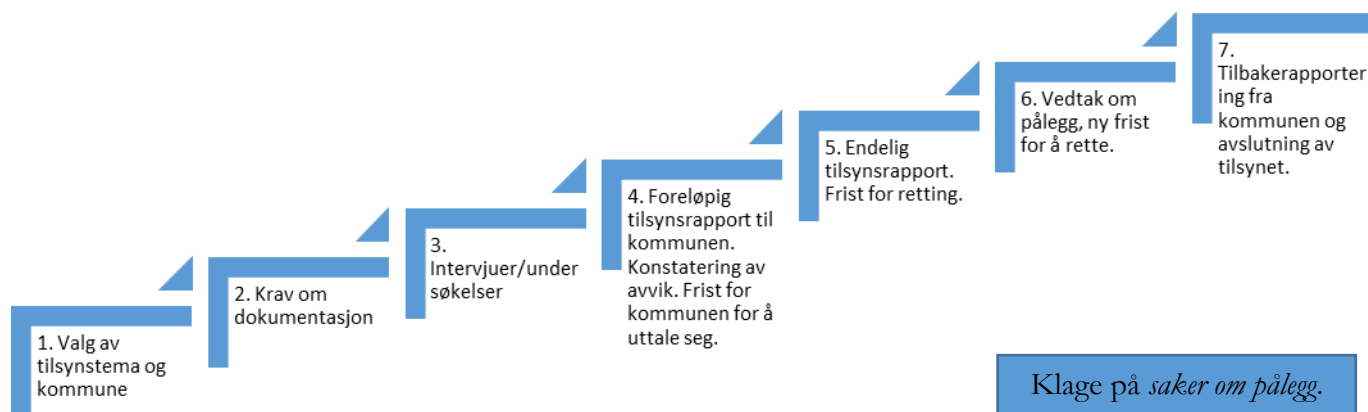 1. Valg av
tilsynstema og
kommune
2. Krav om
dokumentasjon
3.
Intervjuer/under
søkelser
4. Foreløpig
tilsynsrapport til
kommunen.
Konstatering av
avvik. Frist for
kommunen for å
uttale seg.
5. Endelig
tilsynsrapport.
Frist for retting.
6. Vedtak om
pålegg, ny frist
for å rette.
7.
Tilbakerapporter
ing fra
kommunen og
avslutning av
tilsynet.
Klage på saker om pålegg.